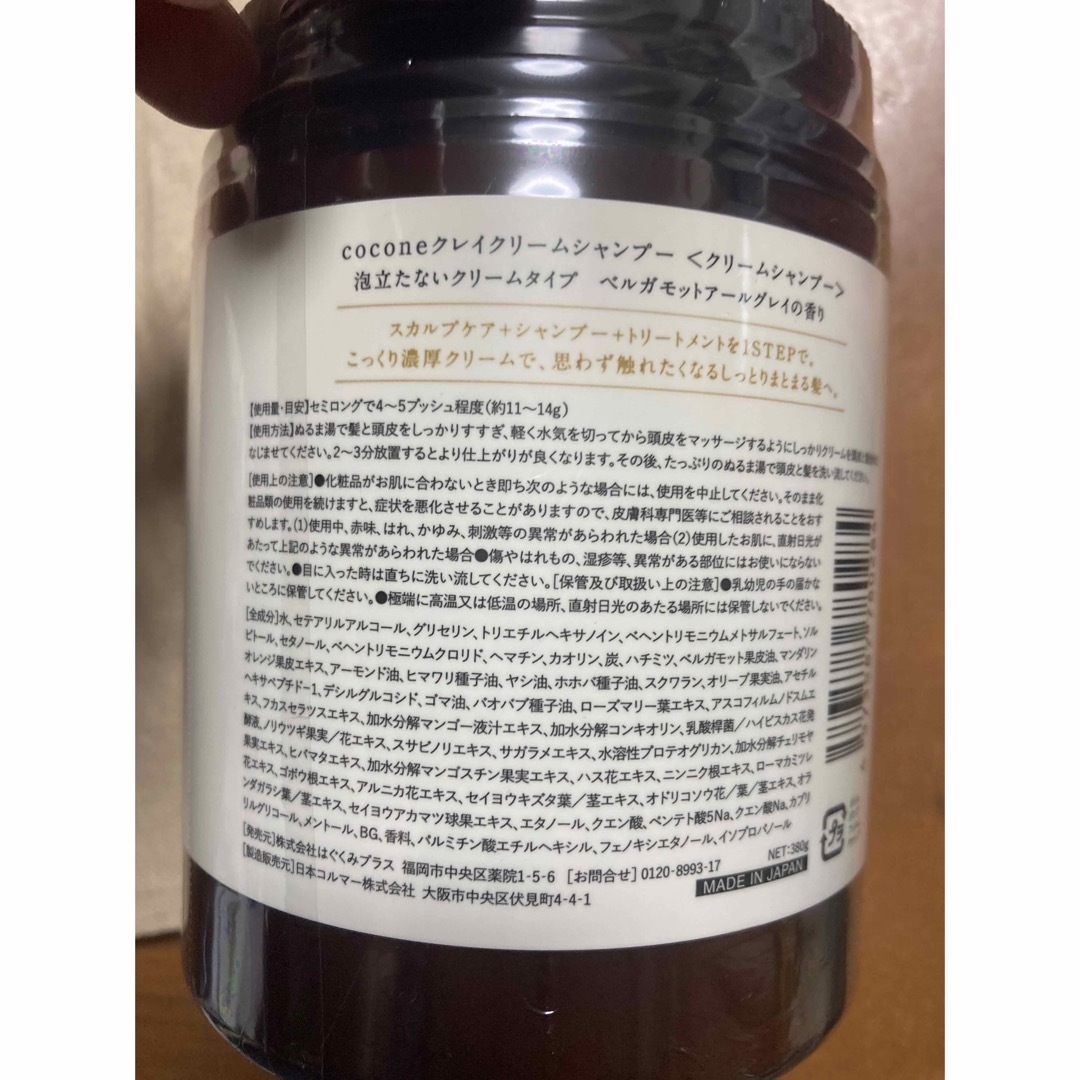 coconeクレイクリームシャンプー <クリームシャンプー>
泡立たないクリームタイプ ベルガモットアールグレイの香り
スカルプケア+シャンプー+トリートメントを1STEPで。
こっくり濃厚クリームで、思わず触れたくなるしっとりまとまる髪へ。
【使用量・目安】セミロングで4〜5プッシュ程度(約11〜14g)
【使用方法】ぬるま湯で髪と頭皮をしっかりすすぎ、軽く水気を切ってから頭皮をマッサージするようにしっかりクリームを
なじませてください。2〜3分放置するとより仕上がりが良くなります。その後、たっぷりのぬるま湯で頭皮と髪を洗い流してください。
[使用上の注意]●化粧品がお肌に合わないとき即ち次のような場合には、使用を中止してください。そのまま化
粧品類の使用を続けますと、症状を悪化させることがありますので、皮膚科専門医等にご相談されることをおす
すめします。(1)使用中、赤味、はれ、かゆみ、刺激等の異常があらわれた場合(2)使用したお肌に、直射日光が
あたって上記のような異常があらわれた場合●傷やはれもの、湿疹等、異常がある部位にはお使いにならない
でください。●目に入った時は直ちに洗い流してください。[保管及び取扱い上の注意]●乳幼児の手の届かな
いところに保管してください。●極端に高温又は低温の場所、直射日光のあたる場所には保管しないでください。
[全成分]水、セテアリルアルコール、グリセリン、トリエチルヘキサノイン、ベヘントリモニウムメトサルフェート、ソル
ビトール、セタノール、ベヘントリモニウムクロリド、ヘマチン、カオリン、炭、ハチミツ、ベルガモット果皮油、マンダリン
オレンジ果皮エキス、アーモンド油、ヒマワリ種子油、ヤシ油、ホホバ種子油、スクワラン、オリーブ果実油、アセチル
ヘキサペプチド-1、デシルグルコシド、ゴマ油、バオバブ種子油、ローズマリー葉エキス、アスコフィルムノドスムエ
キス、フカスセラツスエキス、加水分解マンゴー液汁エキス、加水分解コンキオリン、乳酸桿菌/ハイビスカス花発
酵液、ノリウツギ果実/花エキス、スサビノリエキス、サガラメエキス、水溶性プロテオグリカン、加水分解チェリモヤ
果実エキス、ヒバマタエキス、加水分解マンゴスチン果実エキス、ハス花エキス、ニンニク根エキス、ローマカミツレ
花エキス、ゴボウ根エキス、アルニカ花エキス、セイヨウキズタ葉/茎エキス、オドリコソウ花/葉/茎エキス、オラ
ンダガラシ葉/茎エキス、セイヨウアカマツ球果エキス、エタノール、クエン酸、ペンテト酸5Na、クエン酸Na、カプリ
リルグリコール、メントール、BG、香料、パルミチン酸エチルヘキシル、フェノキシエタノール、イソプロパノール
[発売元]株式会社はぐくみプラス 福岡市中央区薬院1-5-6 [お問合せ]0120-8993-17
[製造販売元]日本コルマー株式会社 大阪市中央区伏見町4-4-1
NET:380g
MADE IN JAPAN
プラ